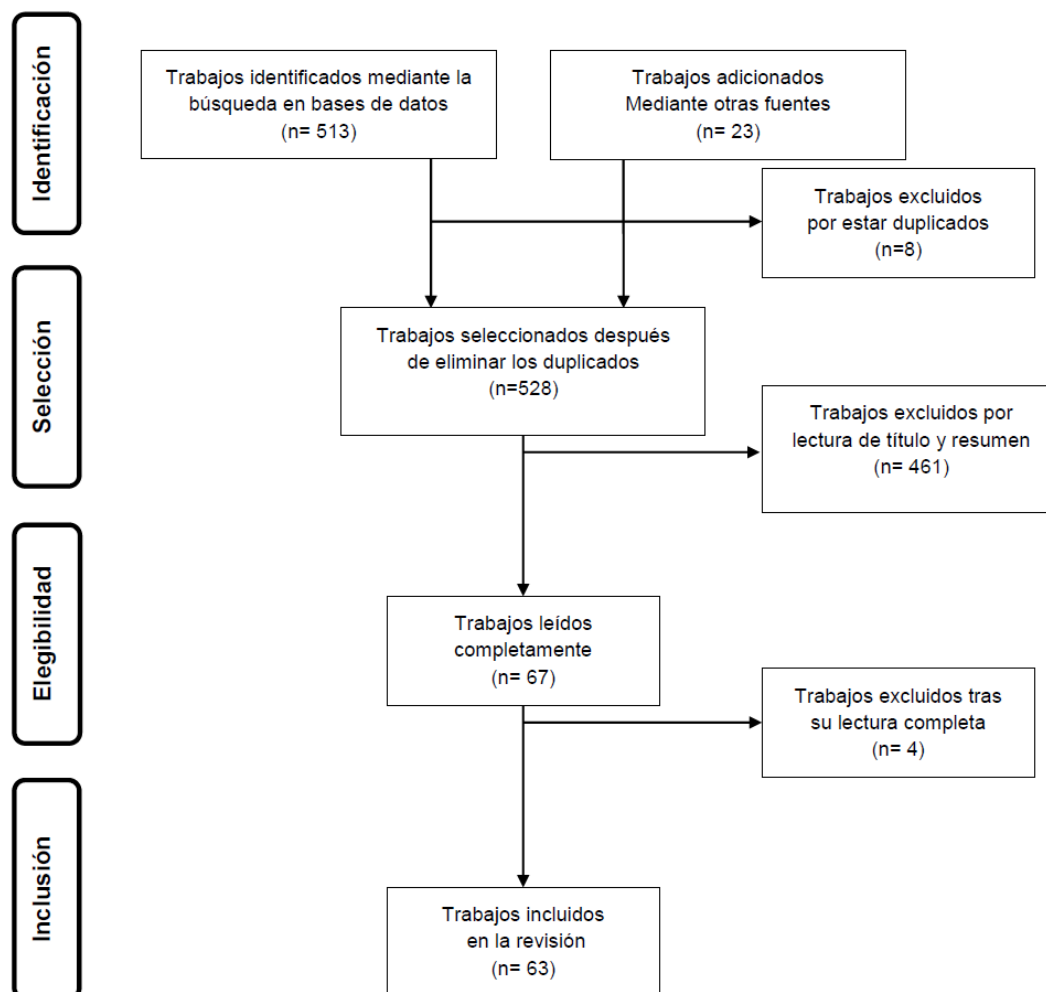 Identificación
Trabajos identificados mediante la
búsqueda en bases de datos
(n= 513)
Trabajos adicionados
Mediante otras fuentes
(n= 23)
Trabajos excluidos
por estar duplicados
(n=8)
Selección
Trabajos seleccionados después
de eliminar los duplicados
(n=528)
Trabajos excluidos por
lectura de título y resumen
(n= 461)
Elegibilidad
Trabajos leídos
completamente
(n= 67)
Trabajos excluidos tras
su lectura completa
(n= 4)
Inclusión
Trabajos incluidos
en la revisión
(n= 63)